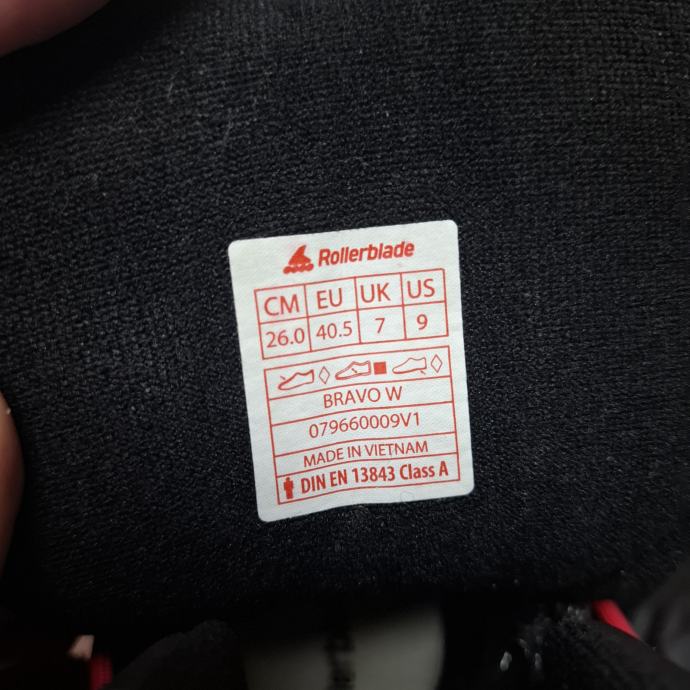 Rollerblade
CM EU UK US
26.0 40.5 7 9
BRAVO W
079660009V1
MADE IN VIETNAM
DIN EN 13843 Class A